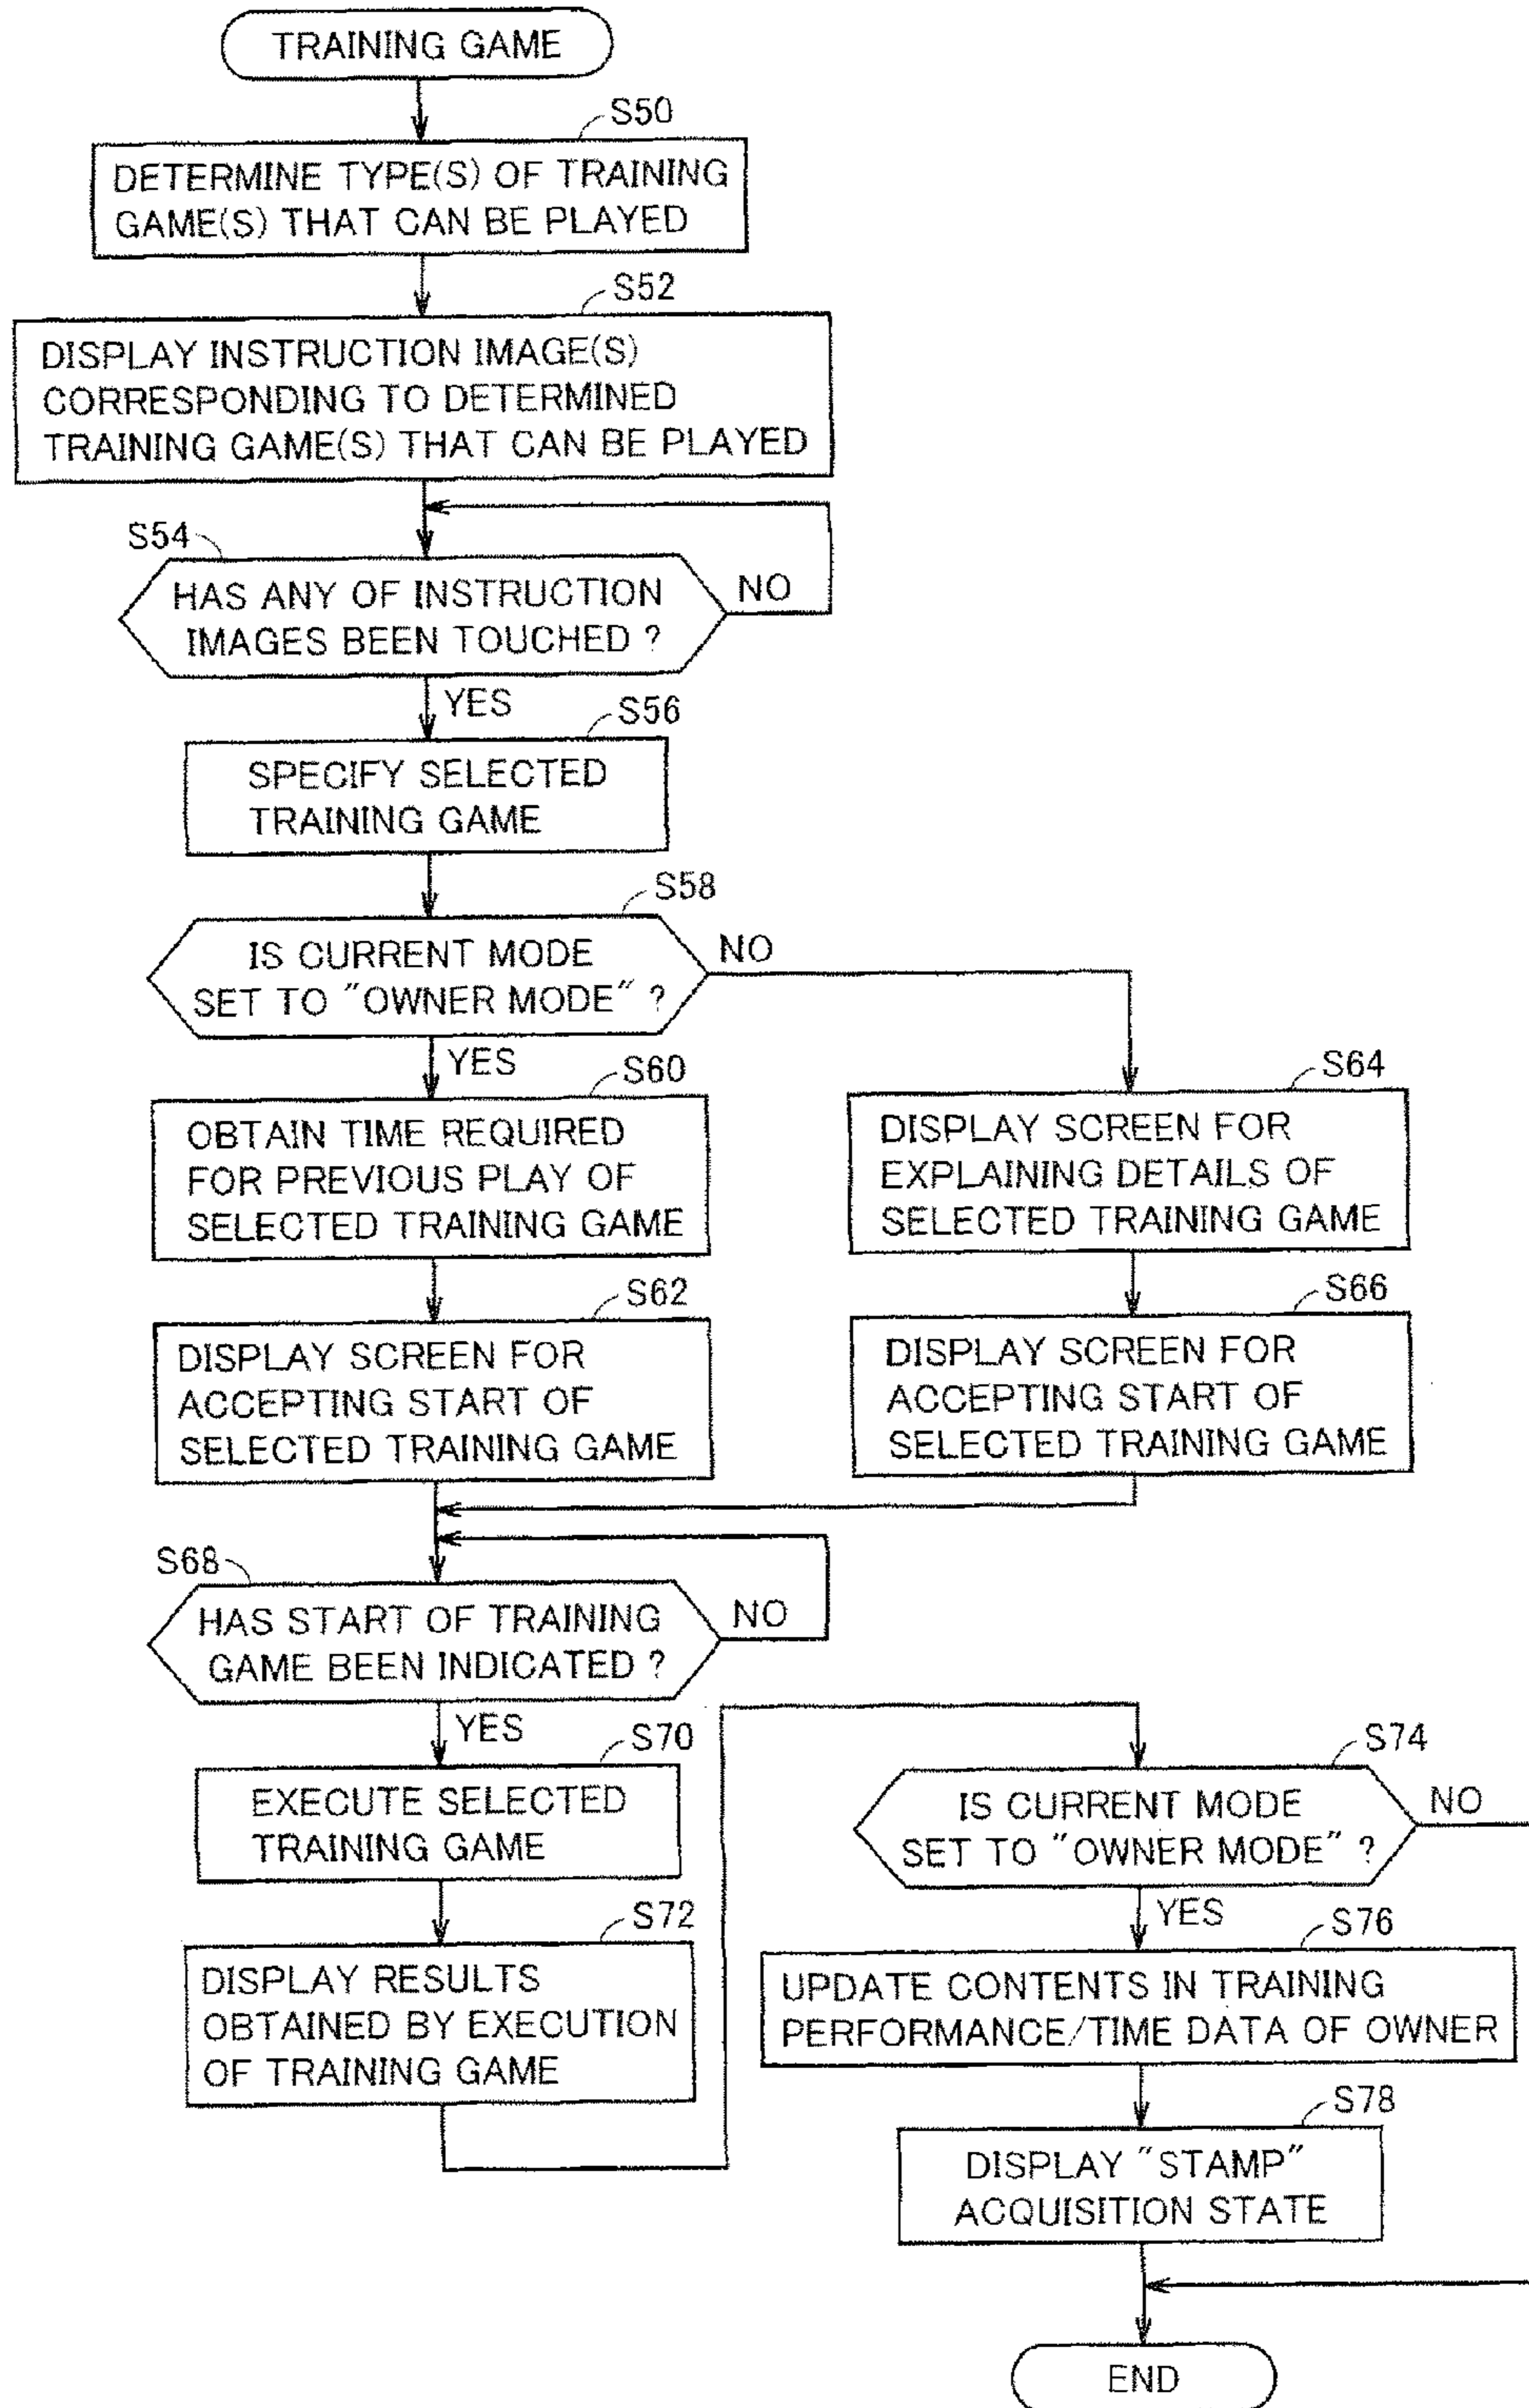 TRAINING GAME
S50
DETERMINE TYPE(S) OF TRAINING
GAME(S) THAT CAN BE PLAYED
S52
DISPLAY INSTRUCTION IMAGE(S)
CORRESPONDING TO DETERMINED
TRAINING GAME(S) THAT CAN BE PLAYED
S54
HAS ANY OF INSTRUCTION
IMAGES BEEN TOUCHED ?
NO
YES
S56
SPECIFY SELECTED
TRAINING GAME
S58
IS CURRENT MODE
SET TO "OWNER MODE" ?
NO
YES
S60
OBTAIN TIME REQUIRED
FOR PREVIOUS PLAY OF
SELECTED TRAINING GAME
S64
DISPLAY SCREEN FOR
EXPLAINING DETAILS OF
SELECTED TRAINING GAME
S62
DISPLAY SCREEN FOR
ACCEPTING START OF
SELECTED TRAINING GAME
S66
DISPLAY SCREEN FOR
ACCEPTING START OF
SELECTED TRAINING GAME
S68
HAS START OF TRAINING
GAME BEEN INDICATED ?
NO
YES
S70
EXECUTE SELECTED
TRAINING GAME
S72
DISPLAY RESULTS
OBTAINED BY EXECUTION
OF TRAINING GAME
S74
IS CURRENT MODE
SET TO "OWNER MODE" ?
NO
YES
S76
UPDATE CONTENTS IN TRAINING
PERFORMANCE/TIME DATA OF OWNER
S78
DISPLAY "STAMP"
ACQUISITION STATE
END